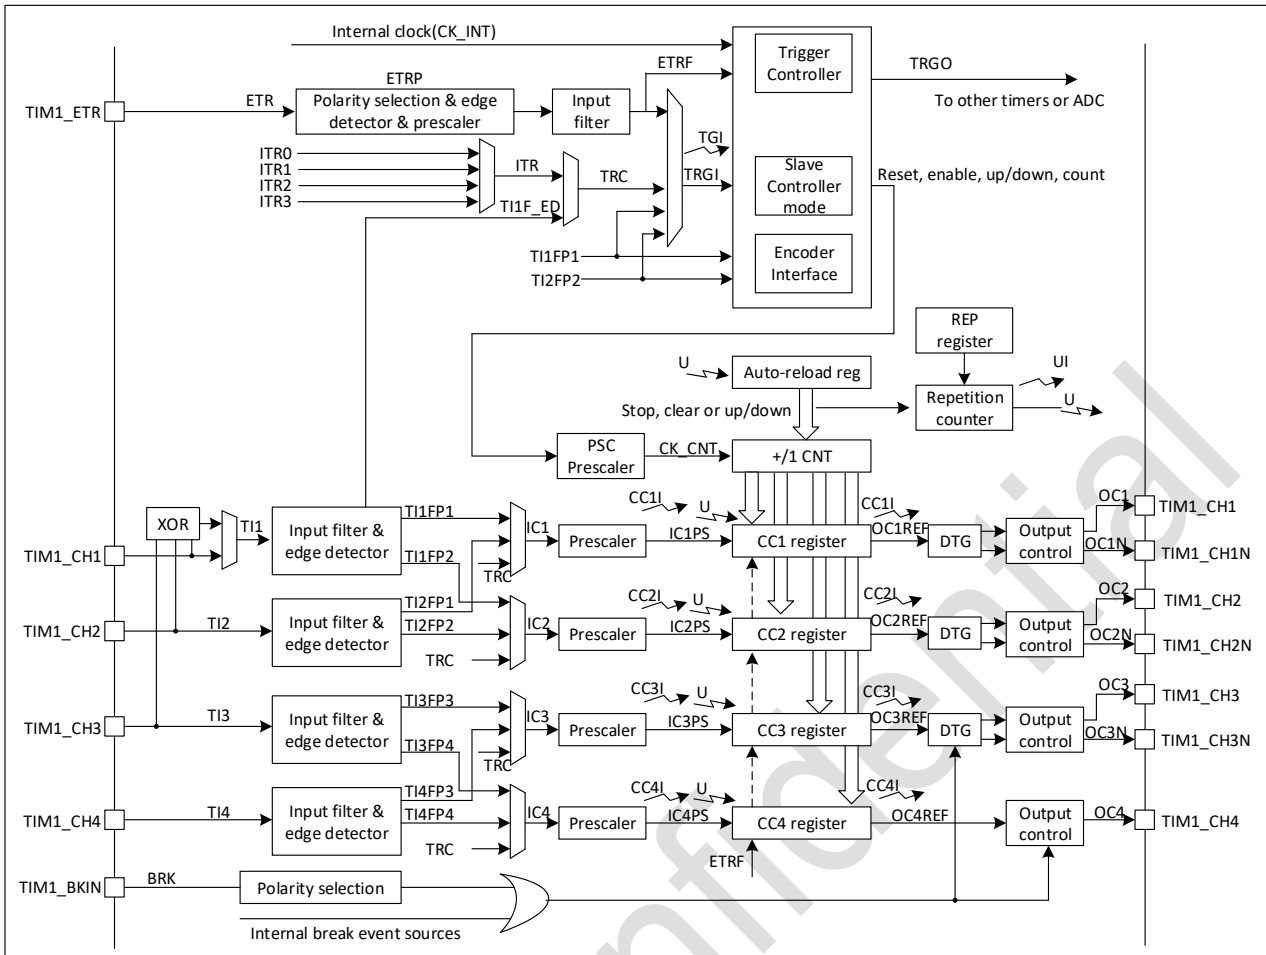 Internal clock(CK_INT)
Trigger
Controller
TRGO
To other timers or ADC
ETRP
ETRF
TIM1_ETR
ETR
Polarity selection & edge
detector & prescaler
Input
filter
TGI
ITR0
ITR1
ITR2
ITR3
ITR
TRC
TRGI
TI1F_ED
Slave
Controller
mode
Reset, enable, up/down, count
TI1FP1
TI2FP2
Encoder
Interface
REP
register
U
Auto-reload reg
UI
Repetition
counter
U
Stop, clear or up/down
PSC
Prescaler
CK_CNT
+/1 CNT
XOR
TI1
TIM1_CH1
Input filter &
edge detector
TI1FP1
TI1FP2
TRC
IC1
Prescaler
IC1PS
CC1I
U
CC1 register
CC1I
OC1REF
DTG
Output
control
OC1
OC1N
TIM1_CH1
TIM1_CH1N
TIM1_CH2
TI2
Input filter &
edge detector
TI2FP1
TI2FP2
TRC
IC2
Prescaler
IC2PS
CC2I
U
CC2 register
CC2I
OC2REF
DTG
Output
control
OC2
OC2N
TIM1_CH2
TIM1_CH2N
TIM1_CH3
TI3
Input filter &
edge detector
TI3FP3
TI3FP4
TRC
IC3
Prescaler
IC3PS
CC3I
U
CC3 register
CC3I
OC3REF
DTG
Output
control
OC3
OC3N
TIM1_CH3
TIM1_CH3N
TIM1_CH4
TI4
Input filter &
edge detector
TI4FP3
TI4FP4
TRC
IC4
Prescaler
IC4PS
CC4I
U
CC4 register
CC4I
OC4REF
Output
control
OC4
TIM1_CH4
ETRF
TIM1_BKIN
BRK
Polarity selection
Internal break event sources
nfidential